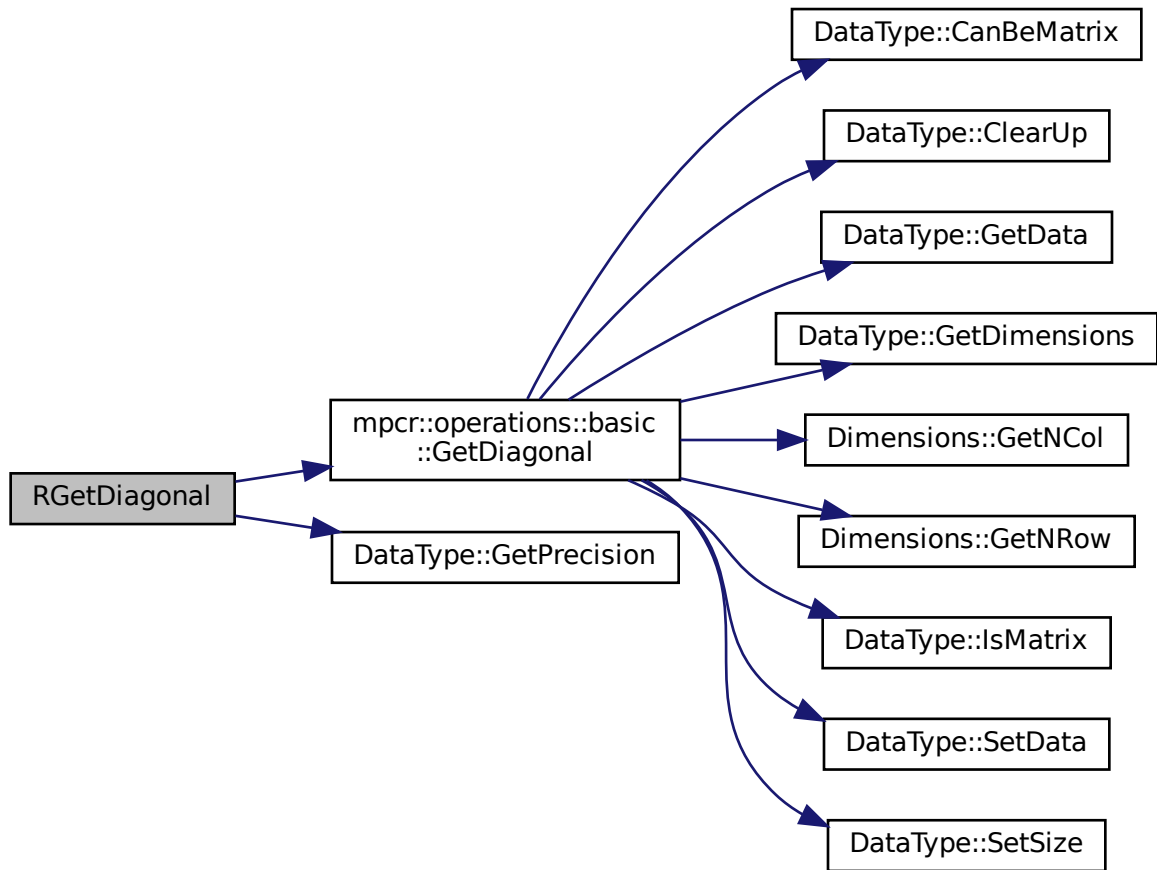 DataType::CanBeMatrix
DataType::ClearUp
DataType::GetData
DataType::GetDimensions
mpcr::operations::basic
::GetDiagonal
Dimensions::GetNCol
RGetDiagonal
Dimensions::GetNRow
DataType::GetPrecision
DataType::IsMatrix
DataType::SetData
DataType::SetSize